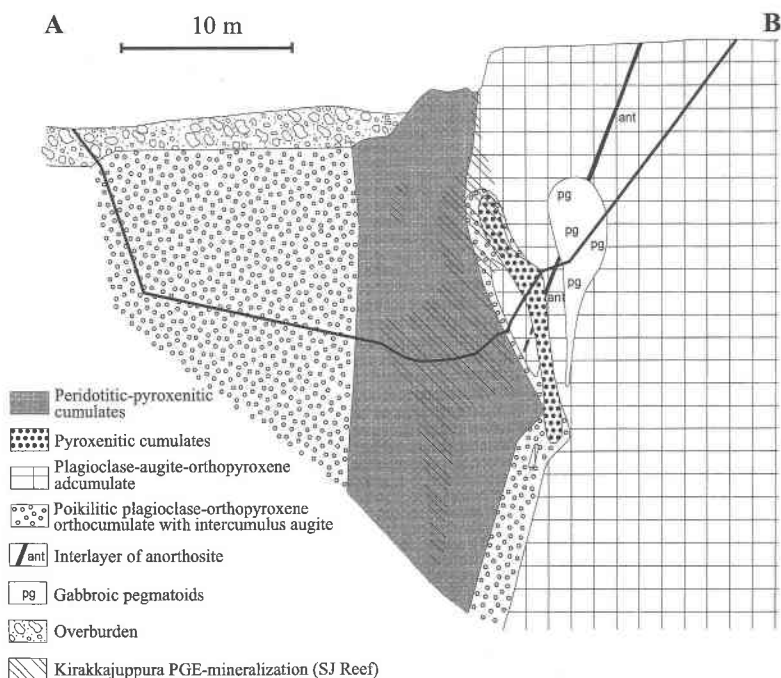 A
10 m
B
ant
pg
pg
pg
pg
ant
Peridotitic-pyroxenitic
cumulates
Pyroxenitic cumulates
Plagioclase-augite-orthopyroxene
adcumulate
Poikilitic plagioclase-orthopyroxene
orthocumulate with intercumulus augite
ant Interlayer of anorthosite
pg Gabbroic pegmatoids
Overburden
Kirakkajuppura PGE-mineralization (SJ Reef)